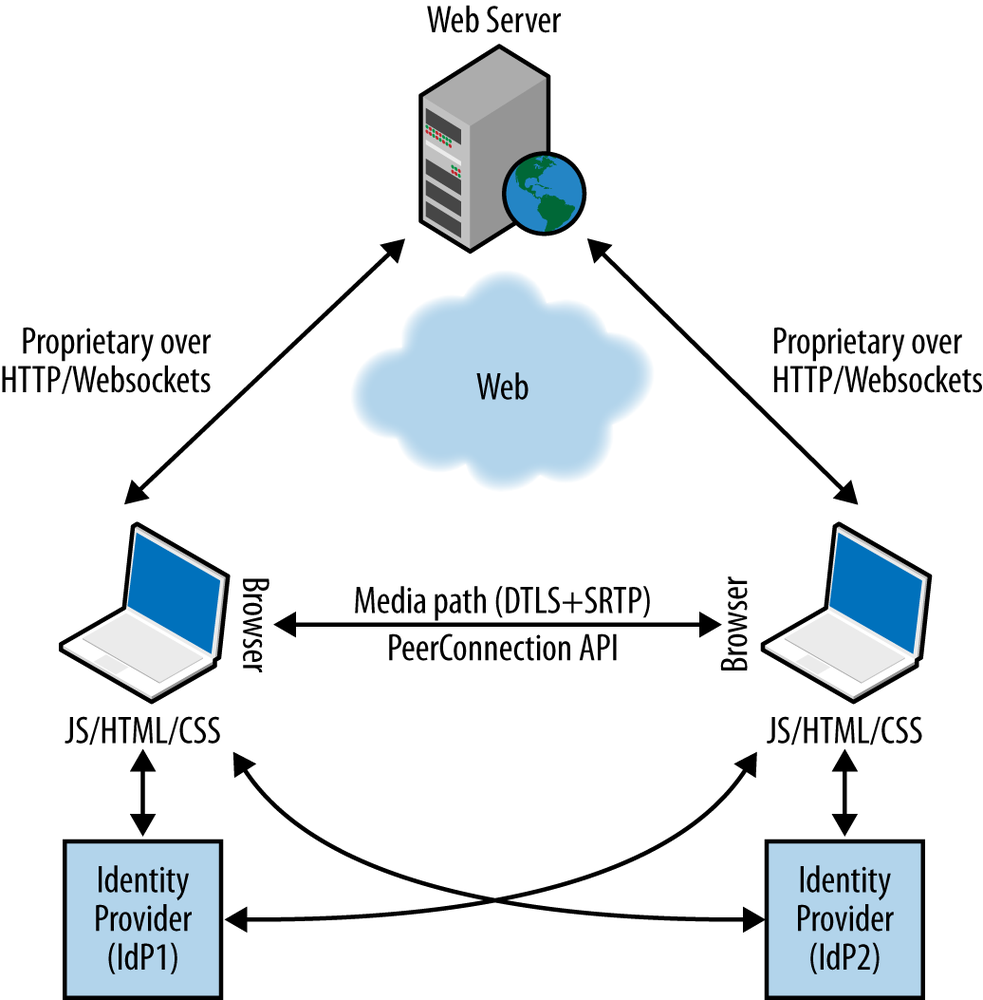 Web Server
Proprietary over
HTTP/Websockets
Proprietary over
HTTP/Websockets
Web
Browser
Media path (DTLS+SRTP)
PeerConnection API
Browser
JS/HTML/CSS
JS/HTML/CSS
Identity
Provider
(IdP1)
Identity
Provider
(IdP2)